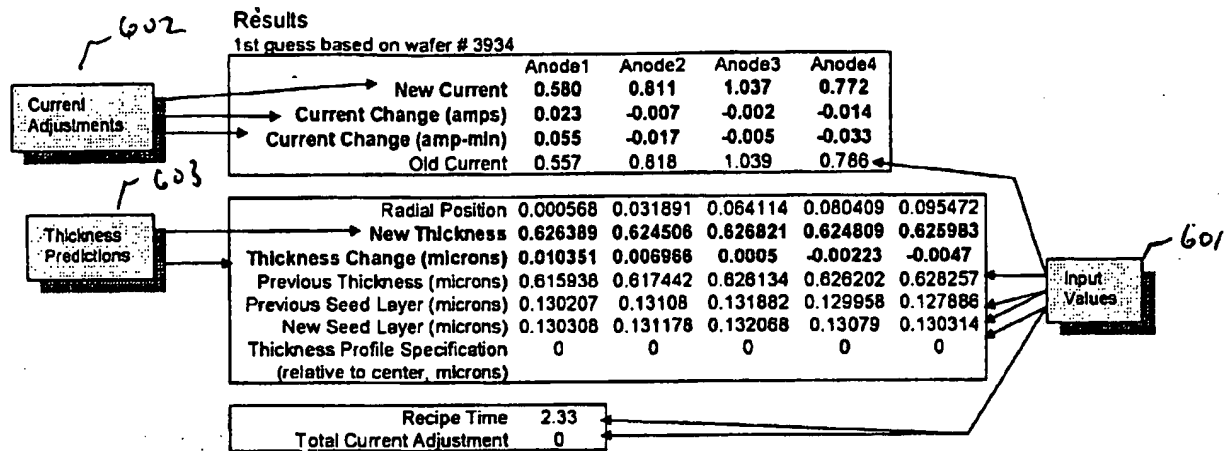 602
Results
1st guess based on wafer # 3934
Anode1 Anode2 Anode3 Anode4
New Current 0.580 0.811 1.037 0.772
Current Change (amps) 0.023 -0.007 -0.002 -0.014
Current Change (amp-min) 0.055 -0.017 -0.005 -0.033
Old Current 0.557 0.818 1.039 0.786
Current
Adjustments
603
Radial Position 0.000568 0.031891 0.064114 0.080409 0.095472
New Thickness 0.626389 0.624506 0.626821 0.624809 0.625983
Thickness Change (microns) 0.010351 0.006966 0.0005 -0.00223 -0.0047
Previous Thickness (microns) 0.615938 0.617442 0.626134 0.626202 0.628257
Previous Seed Layer (microns) 0.130207 0.13108 0.131882 0.129958 0.127886
New Seed Layer (microns) 0.130308 0.131178 0.132068 0.13079 0.130314
Thickness Profile Specification 0 0 0 0 0
(relative to center, microns)
Thickness
Predictions
601
Input
Values
Recipe Time 2.33
Total Current Adjustment 0